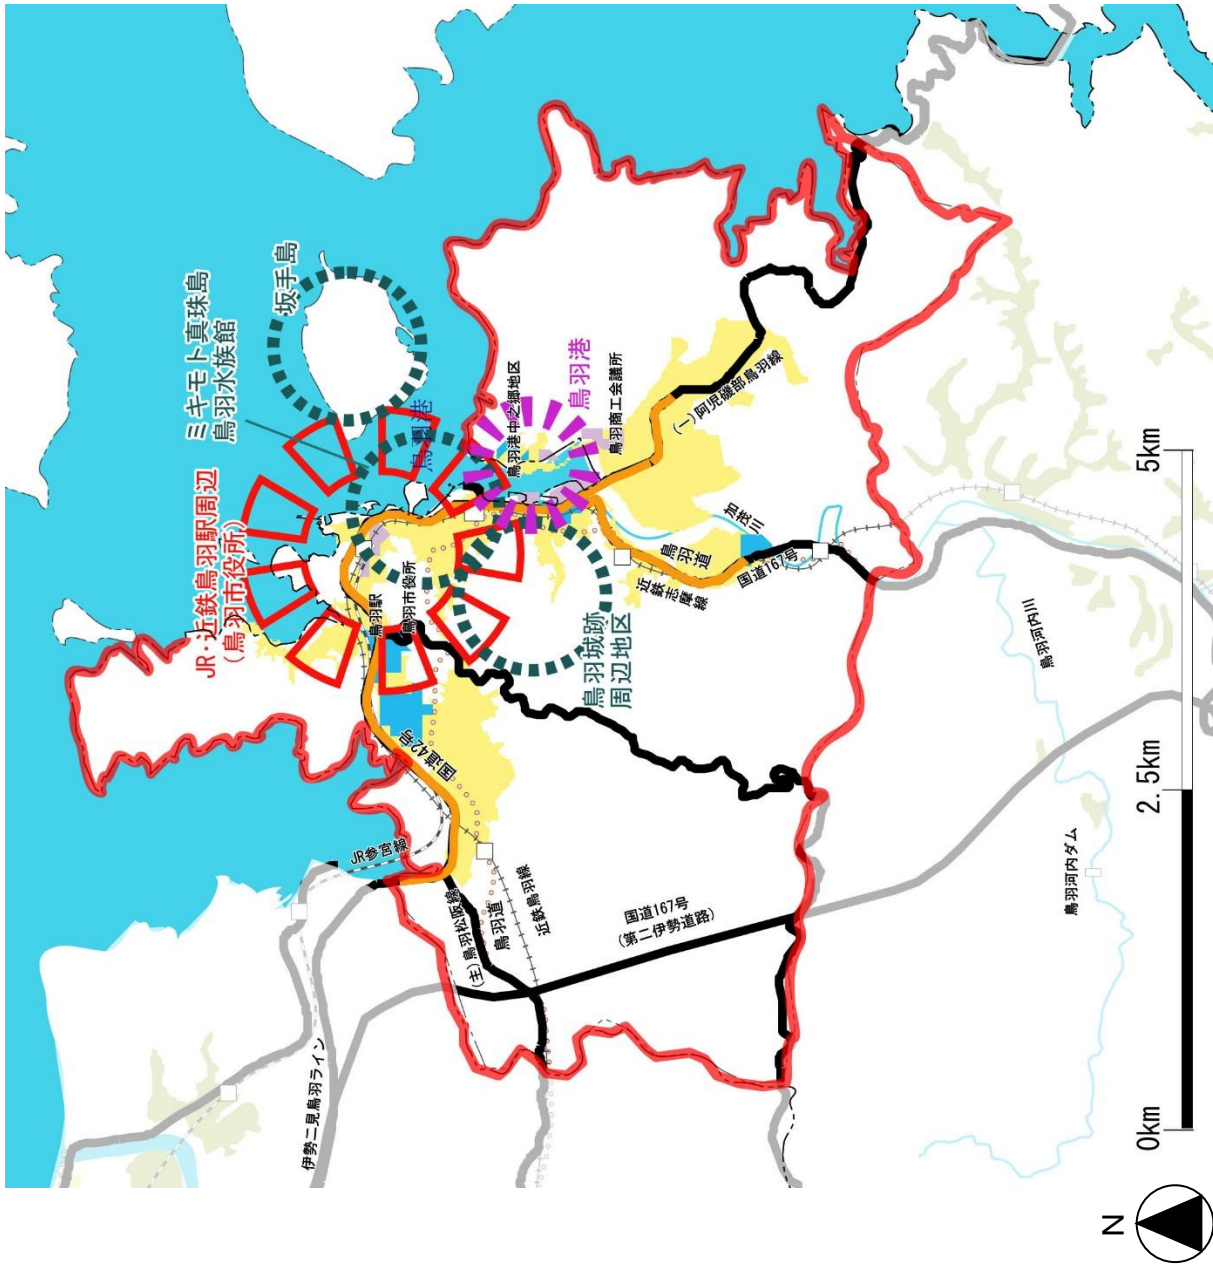 坂手島
ミキモト真珠島
鳥羽水族館
JR・近鉄鳥羽駅周辺
(鳥羽市役所)
鳥羽港
鳥羽港中之郷地区
鳥羽港
鳥羽商工会議所
(一)阿児磯部鳥羽線
鳥羽駅
鳥羽市役所
加茂川
鳥羽道
国道167号
近鉄志摩線
鳥羽城跡
周辺地区
国道42号
JR参宮線
(主)鳥羽松阪線
鳥羽道
近鉄鳥羽線
国道167号
(第二伊勢道路)
伊勢二見鳥羽ライン
鳥羽河内川
鳥羽河内ダム
0km
2.5km
5km
N